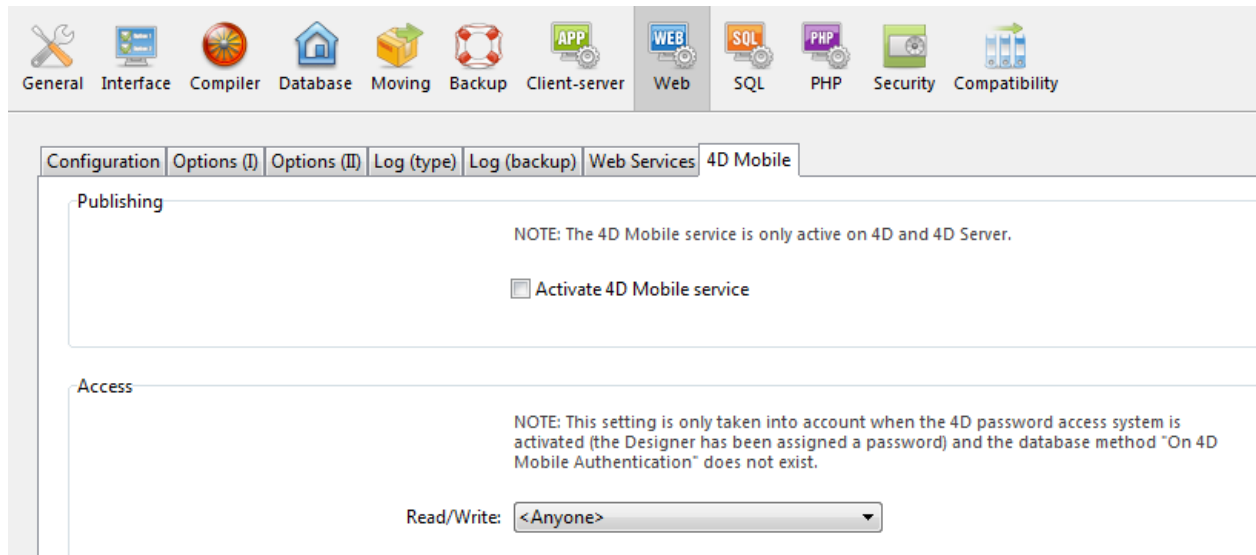 APP WEB SQL PHP
General Interface Compiler Database Moving Backup Client-server Web SQL PHP Security Compatibility
Configuration Options (I) Options (II) Log (type) Log (backup) Web Services 4D Mobile
Publishing
NOTE: The 4D Mobile service is only active on 4D and 4D Server.
Activate 4D Mobile service
Access
NOTE: This setting is only taken into account when the 4D password access system is
activated (the Designer has been assigned a password) and the database method "On 4D
Mobile Authentication" does not exist.
Read/Write: <Anyone>